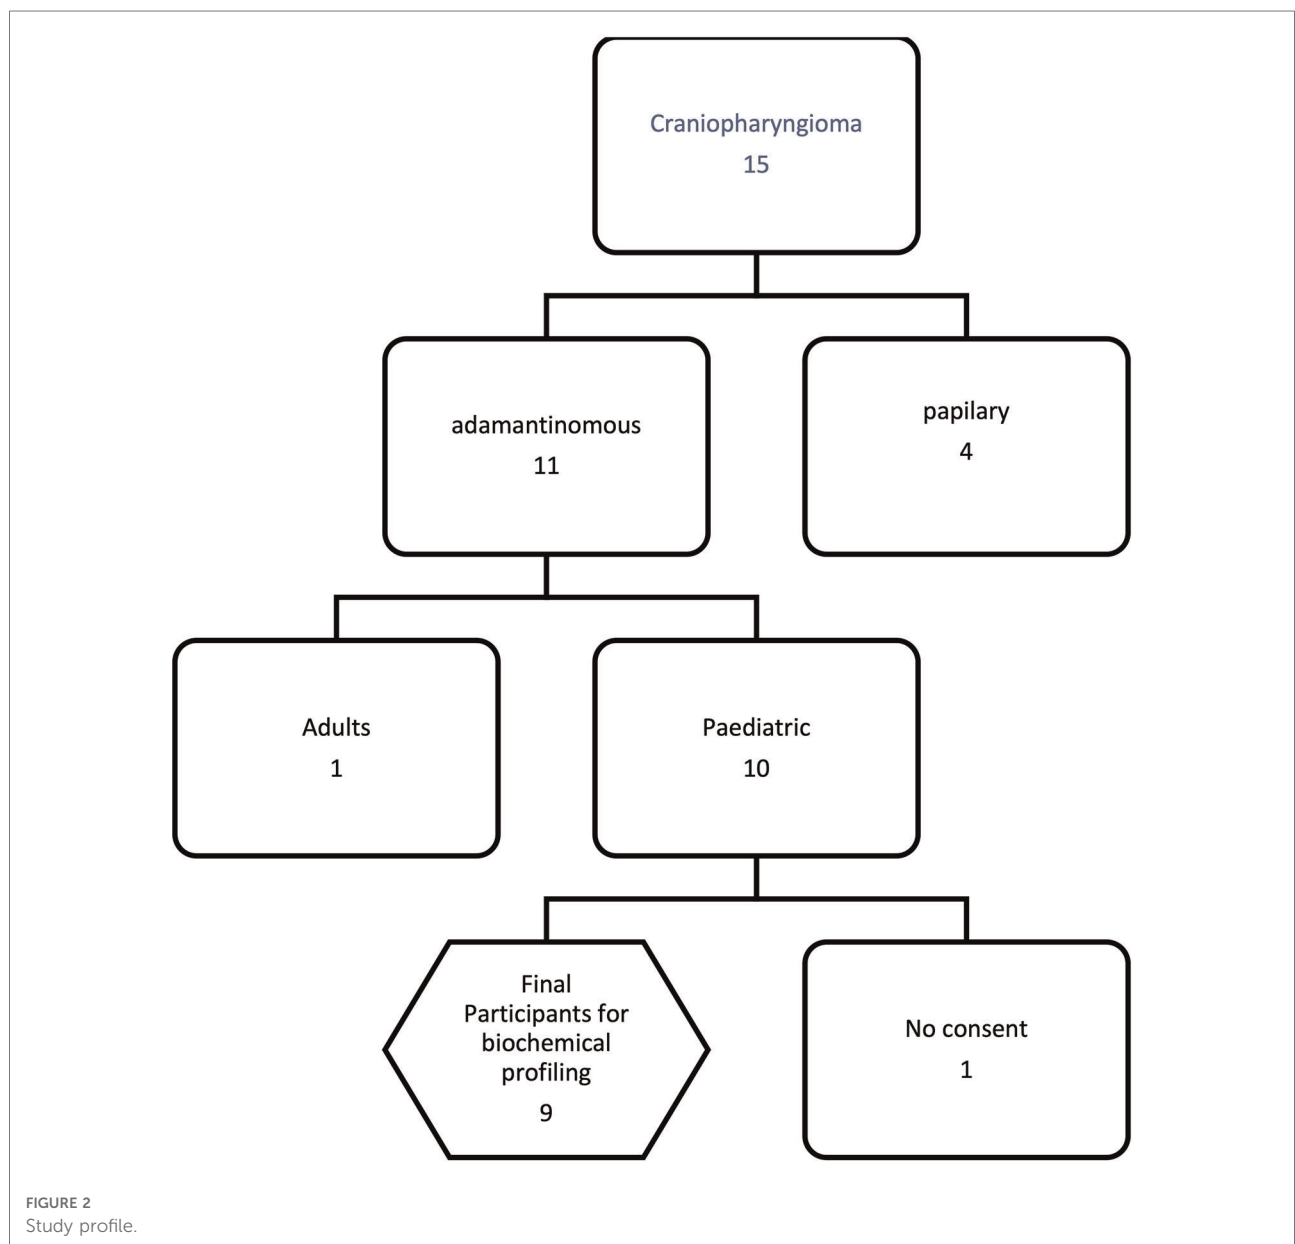 Craniopharyngioma
15
adamantinomous
11
papilary
4
Adults
1
Paediatric
10
Final
Participants for
biochemical
profiling
9
No consent
1
FIGURE 2
Study profile.